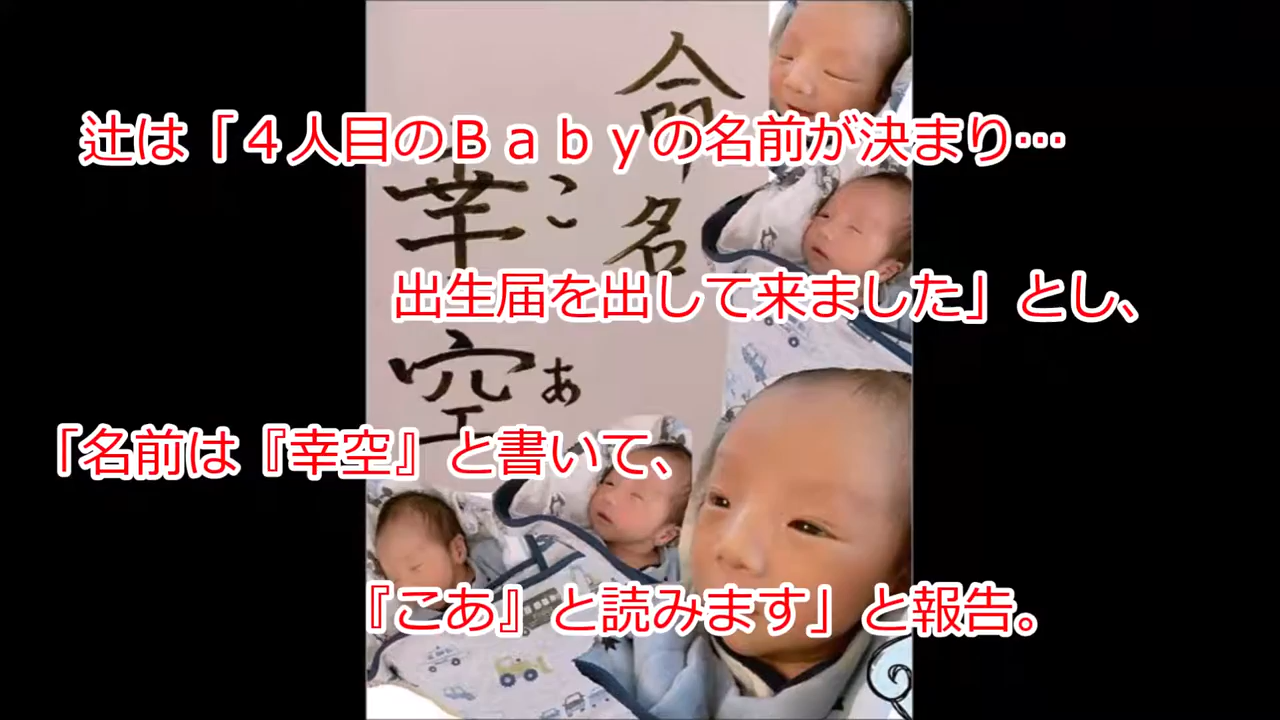 辻は「４人目のＢａｂｙの名前が決まり…
出生届を出して来ました」とし、
「名前は『幸空』と書いて、
『こあ』と読みます」と報告。
命名
幸空
こ
あ